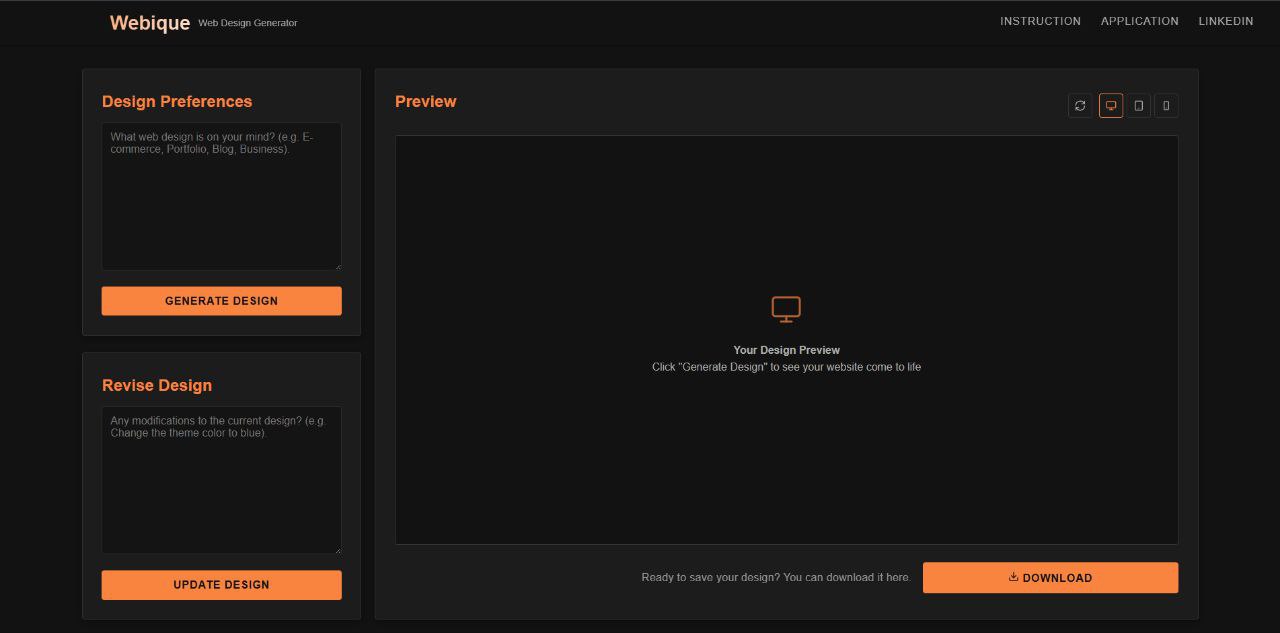 Webique Web Design Generator
INSTRUCTION APPLICATION LINKEDIN
Design Preferences
What web design is on your mind? (e.g. E-
commerce, Portfolio, Blog, Business).
GENERATE DESIGN
Revise Design
Any modifications to the current design? (e.g.
Change the theme color to blue).
UPDATE DESIGN
Preview
Your Design Preview
Click "Generate Design" to see your website come to life
Ready to save your design? You can download it here.
DOWNLOAD